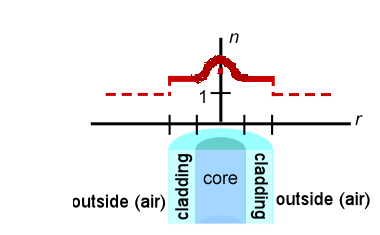 n
1
r
cladding
core
cladding
outside (air)
outside (air)